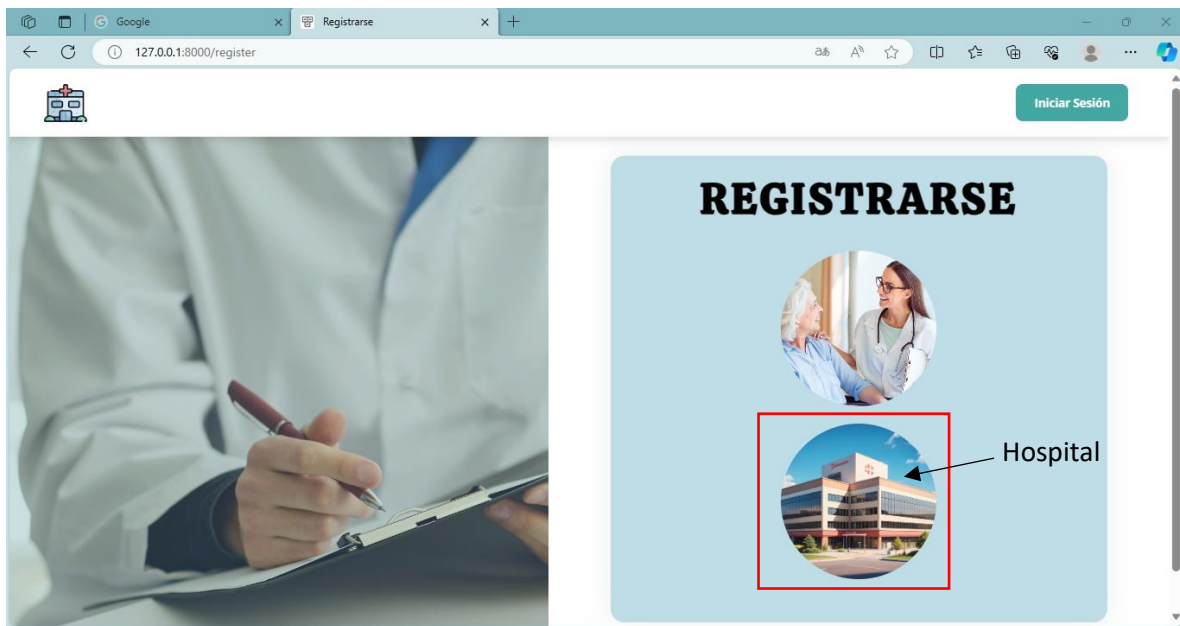 Google
Registrarse
127.0.0.1:8000/register
Iniciar Sesión
REGISTRARSE
Hospital